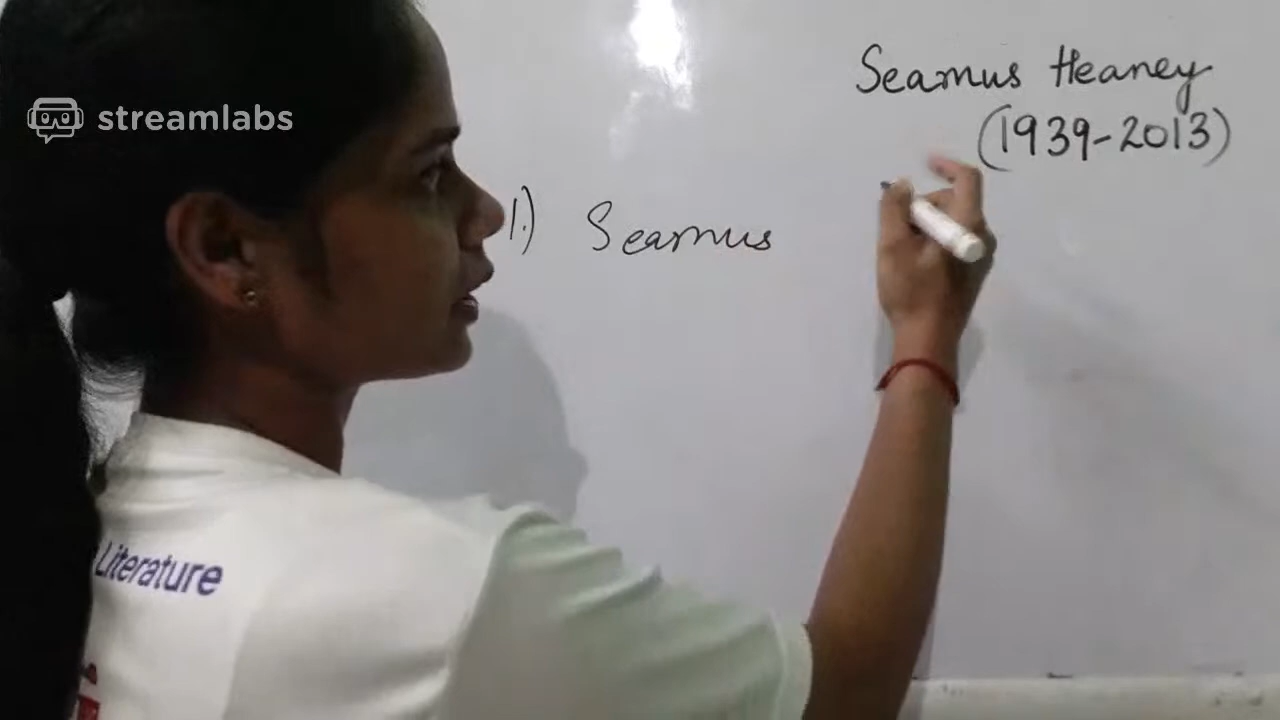 streamlabs
Seamus Heaney
(1939-2013)
1.) Seamus
Literature